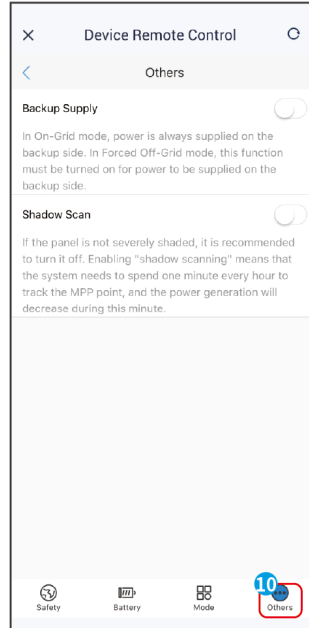 Device Remote Control
Others
Backup Supply
In On-Grid mode, power is always supplied on the
backup side. In Forced Off-Grid mode, this function
must be turned on for power to be supplied on the
backup side.
Shadow Scan
If the panel is not severely shaded, it is recommended
to turn it off. Enabling "shadow scanning" means that
the system needs to spend one minute every hour to
track the MPP point, and the power generation will
decrease during this minute.
10
Safety
Battery
Mode
Others